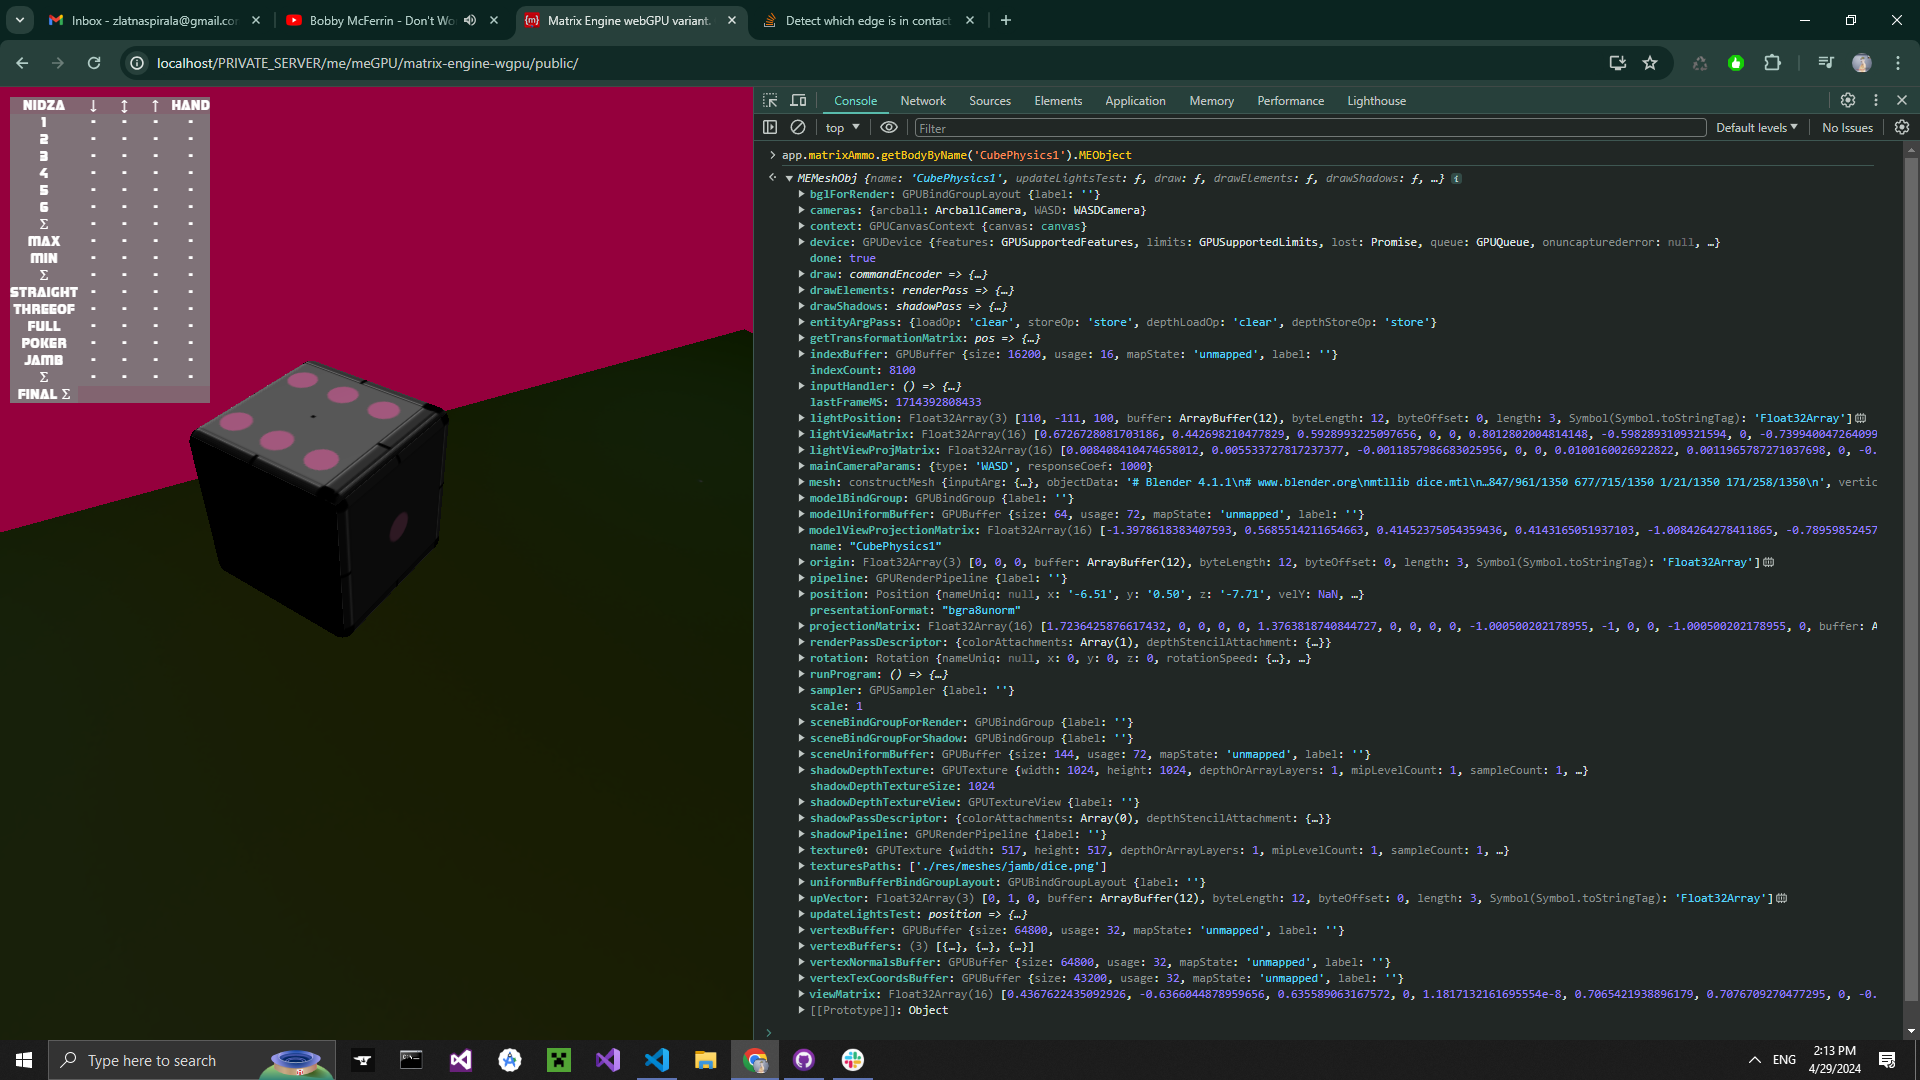 Inbox - zlatnaspirala@gmail.co
Bobby McFerrin - Don't Wo
Matrix Engine webGPU variant.
Detect which edge is in contact
localhost/PRIVATE_SERVER/me/meGPU/matrix-engine-wgpu/public/
NIDZA ↓ ↕ ↑ HAND
1 - - - -
2 - - - -
3 - - - -
4 - - - -
5 - - - -
6 - - - -
Σ - - - -
MAX - - - -
MIN - - - -
Σ - - - -
STRAIGHT - - - -
THREEOF - - - -
FULL - - - -
POKER - - - -
JAMB - - - -
Σ - - - -
FINAL Σ
Console Network Sources Elements Application Memory Performance Lighthouse
top Filter Default levels No Issues
app.matrixAmmo.getBodyByName('CubePhysics1').MEObject
MEMeshObj {name: 'CubePhysics1', updateLightsTest: ƒ, draw: ƒ, drawElements: ƒ, drawShadows: ƒ, …}
bglForRender: GPUBindGroupLayout {label: ''}
cameras: {arcball: ArcballCamera, WASD: WASDCamera}
context: GPUCanvasContext {canvas: canvas}
device: GPUDevice {features: GPUSupportedFeatures, limits: GPUSupportedLimits, lost: Promise, queue: GPUQueue, onuncapturederror: null, …}
done: true
draw: commandEncoder => {…}
drawElements: renderPass => {…}
drawShadows: shadowPass => {…}
entityArgPass: {loadOp: 'clear', storeOp: 'store', depthLoadOp: 'clear', depthStoreOp: 'store'}
getTransformationMatrix: pos => {…}
indexBuffer: GPUBuffer {size: 16200, usage: 16, mapState: 'unmapped', label: ''}
indexCount: 8100
inputHandler: () => {…}
lastFrameMS: 1714392808433
lightPosition: Float32Array(3) [110, -111, 100, buffer: ArrayBuffer(12), byteLength: 12, byteOffset: 0, length: 3, Symbol(Symbol.toStringTag): 'Float32Array']
lightViewMatrix: Float32Array(16) [0.6726728081703186, 0.442698210477829, 0.5928993225097656, 0, 0, 0.8012802004814148, -0.5982893109321594, 0, -0.739940047264099
lightViewProjMatrix: Float32Array(16) [0.008408410474658012, 0.005533727817237377, -0.0011857986683025956, 0, 0, 0.0100160026922822, 0.0011965787271037698, 0, -0.
mainCameraParams: {type: 'WASD', responseCoef: 1000}
mesh: constructMesh {inputArg: {…}, objectData: '# Blender 4.1.1\n# www.blender.org\nmtllib dice.mtl\n…847/961/1350 677/715/1350 1/21/1350 171/258/1350\n', vertic
modelBindGroup: GPUBindGroup {label: ''}
modelUniformBuffer: GPUBuffer {size: 64, usage: 72, mapState: 'unmapped', label: ''}
modelViewProjectionMatrix: Float32Array(16) [-1.3978618383407593, 0.5685514211654663, 0.41452375054359436, 0.4143165051937103, -1.0084264278411865, -0.78959852457
name: "CubePhysics1"
origin: Float32Array(3) [0, 0, 0, buffer: ArrayBuffer(12), byteLength: 12, byteOffset: 0, length: 3, Symbol(Symbol.toStringTag): 'Float32Array']
pipeline: GPURenderPipeline {label: ''}
position: Position {nameUniq: null, x: '-6.51', y: '0.50', z: '-7.71', velY: NaN, …}
presentationFormat: "bgra8unorm"
projectionMatrix: Float32Array(16) [1.7236425876617432, 0, 0, 0, 0, 1.3763818740844727, 0, 0, 0, 0, -1.000500202178955, -1, 0, 0, -1.000500202178955, 0, buffer: A
renderPassDescriptor: {colorAttachments: Array(1), depthStencilAttachment: {…}}
rotation: Rotation {nameUniq: null, x: 0, y: 0, z: 0, rotationSpeed: {…}, …}
runProgram: () => {…}
sampler: GPUSampler {label: ''}
scale: 1
sceneBindGroupForRender: GPUBindGroup {label: ''}
sceneBindGroupForShadow: GPUBindGroup {label: ''}
sceneUniformBuffer: GPUBuffer {size: 144, usage: 72, mapState: 'unmapped', label: ''}
shadowDepthTexture: GPUTexture {width: 1024, height: 1024, depthOrArrayLayers: 1, mipLevelCount: 1, sampleCount: 1, …}
shadowDepthTextureSize: 1024
shadowDepthTextureView: GPUTextureView {label: ''}
shadowPassDescriptor: {colorAttachments: Array(0), depthStencilAttachment: {…}}
shadowPipeline: GPURenderPipeline {label: ''}
texture0: GPUTexture {width: 517, height: 517, depthOrArrayLayers: 1, mipLevelCount: 1, sampleCount: 1, …}
texturesPaths: ['./res/meshes/jamb/dice.png']
uniformBufferBindGroupLayout: GPUBindGroupLayout {label: ''}
upVector: Float32Array(3) [0, 1, 0, buffer: ArrayBuffer(12), byteLength: 12, byteOffset: 0, length: 3, Symbol(Symbol.toStringTag): 'Float32Array']
updateLightsTest: position => {…}
vertexBuffer: GPUBuffer {size: 64800, usage: 32, mapState: 'unmapped', label: ''}
vertexBuffers: (3) [{…}, {…}, {…}]
vertexNormalsBuffer: GPUBuffer {size: 64800, usage: 32, mapState: 'unmapped', label: ''}
vertexTexCoordsBuffer: GPUBuffer {size: 43200, usage: 32, mapState: 'unmapped', label: ''}
viewMatrix: Float32Array(16) [0.4367622435092926, -0.6366044878959656, 0.635589063167572, 0, 1.1817132161695554e-8, 0.7065421938896179, 0.7076709270477295, 0, -0.
[[Prototype]]: Object
Type here to search
ENG
2:13 PM
4/29/2024